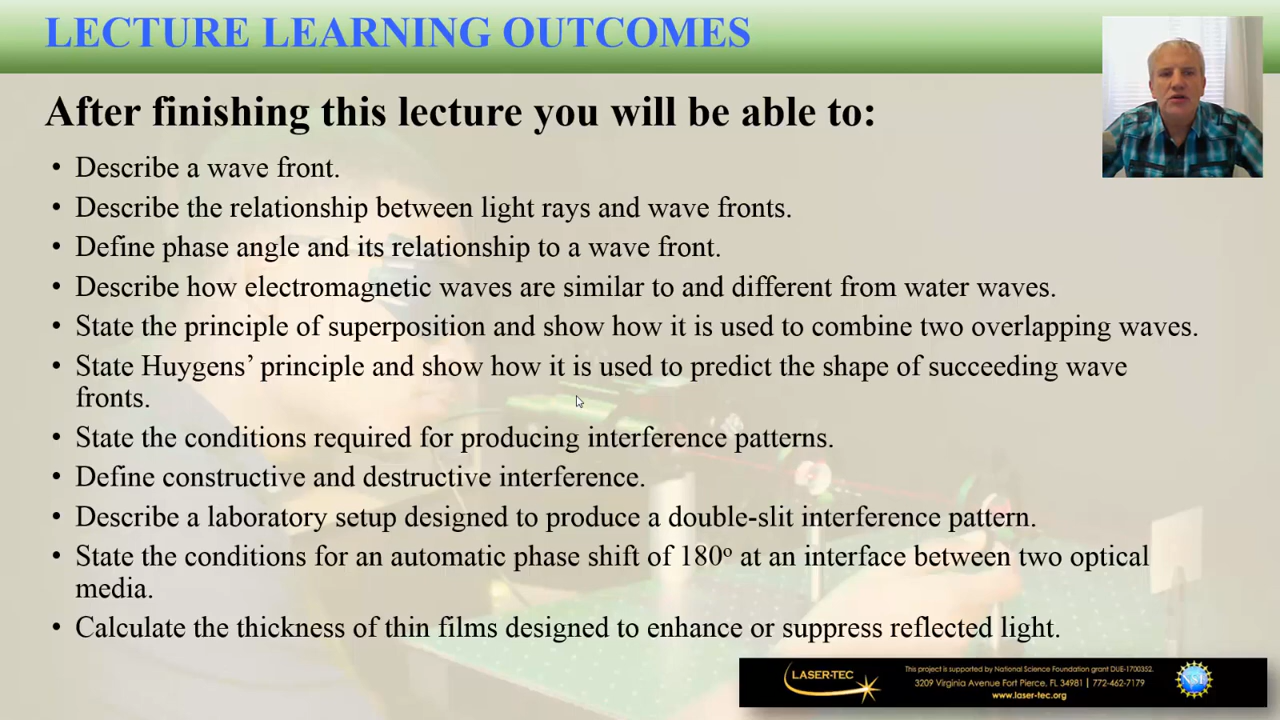 LECTURE LEARNING OUTCOMES
After finishing this lecture you will be able to:
• Describe a wave front.
• Describe the relationship between light rays and wave fronts.
• Define phase angle and its relationship to a wave front.
• Describe how electromagnetic waves are similar to and different from water waves.
• State the principle of superposition and show how it is used to combine two overlapping waves.
• State Huygens’ principle and show how it is used to predict the shape of succeeding wave
fronts.
• State the conditions required for producing interference patterns.
• Define constructive and destructive interference.
• Describe a laboratory setup designed to produce a double-slit interference pattern.
• State the conditions for an automatic phase shift of 180º at an interface between two optical
media.
• Calculate the thickness of thin films designed to enhance or suppress reflected light.
LASER-TEC
This project is supported by National Science Foundation grant DUE-1700352.
3209 Virginia Avenue Fort Pierce, FL 34981 | 772-462-7179
www.laser-tec.org
NSF